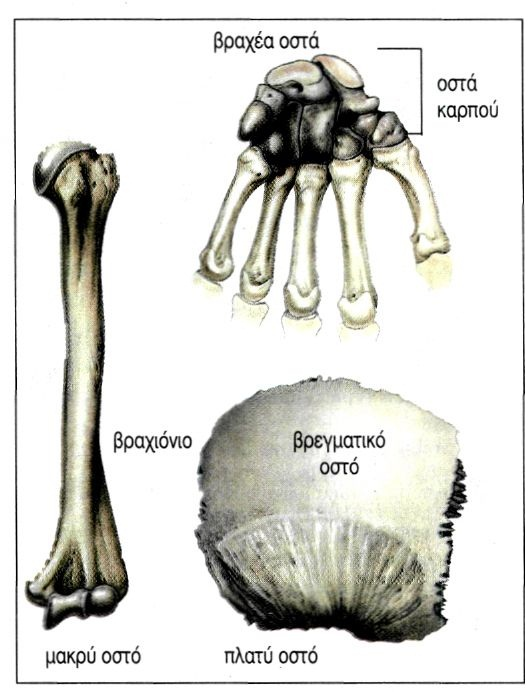 βραχέα οστά
οστά
καρπού
βραχιόνιο
βρεγματικό
οστό
μακρύ οστό
πλατύ οστό